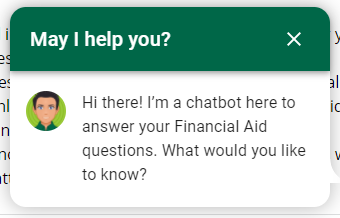 May I help you?
Hi there! I’m a chatbot here to
answer your Financial Aid
questions. What would you like
to know?